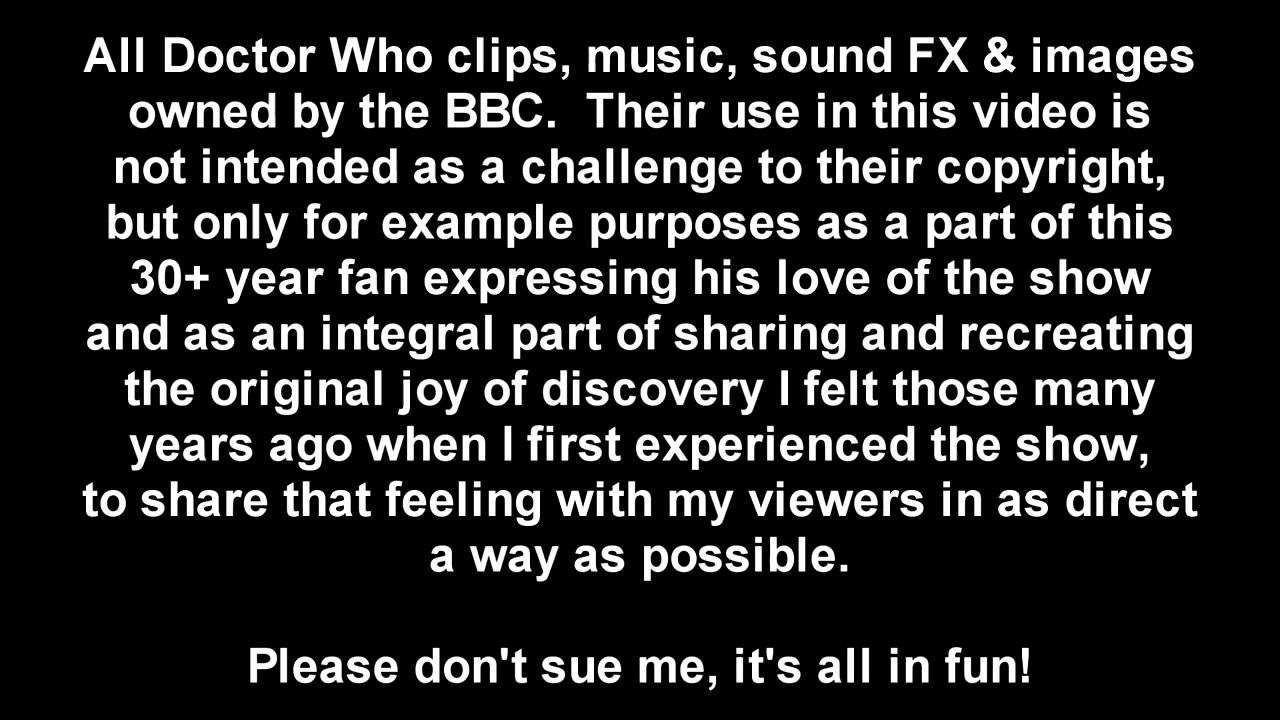 All Doctor Who clips, music, sound FX & images
owned by the BBC.  Their use in this video is
not intended as a challenge to their copyright,
but only for example purposes as a part of this
30+ year fan expressing his love of the show
and as an integral part of sharing and recreating
the original joy of discovery I felt those many
years ago when I first experienced the show,
to share that feeling with my viewers in as direct
a way as possible.
Please don't sue me, it's all in fun!